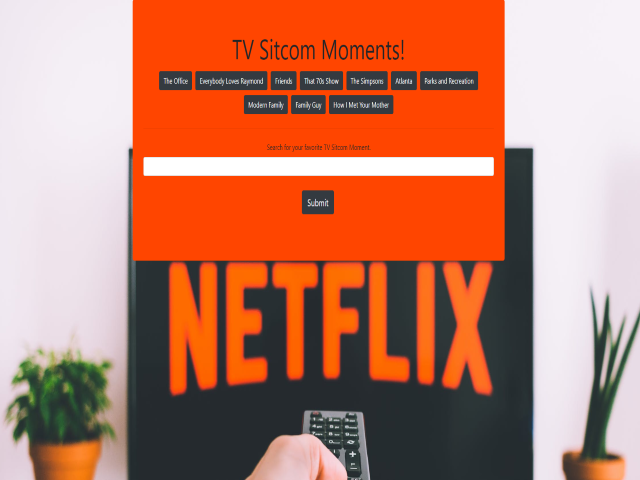 TV Sitcom Moments!
The Office Everybody Loves Raymond Friends That 70s Show The Simpsons Atlanta Parks and Recreation
Modern Family Family Guy How I Met Your Mother
Search for your favorite TV Sitcom Moment.
Submit
NETFLIX